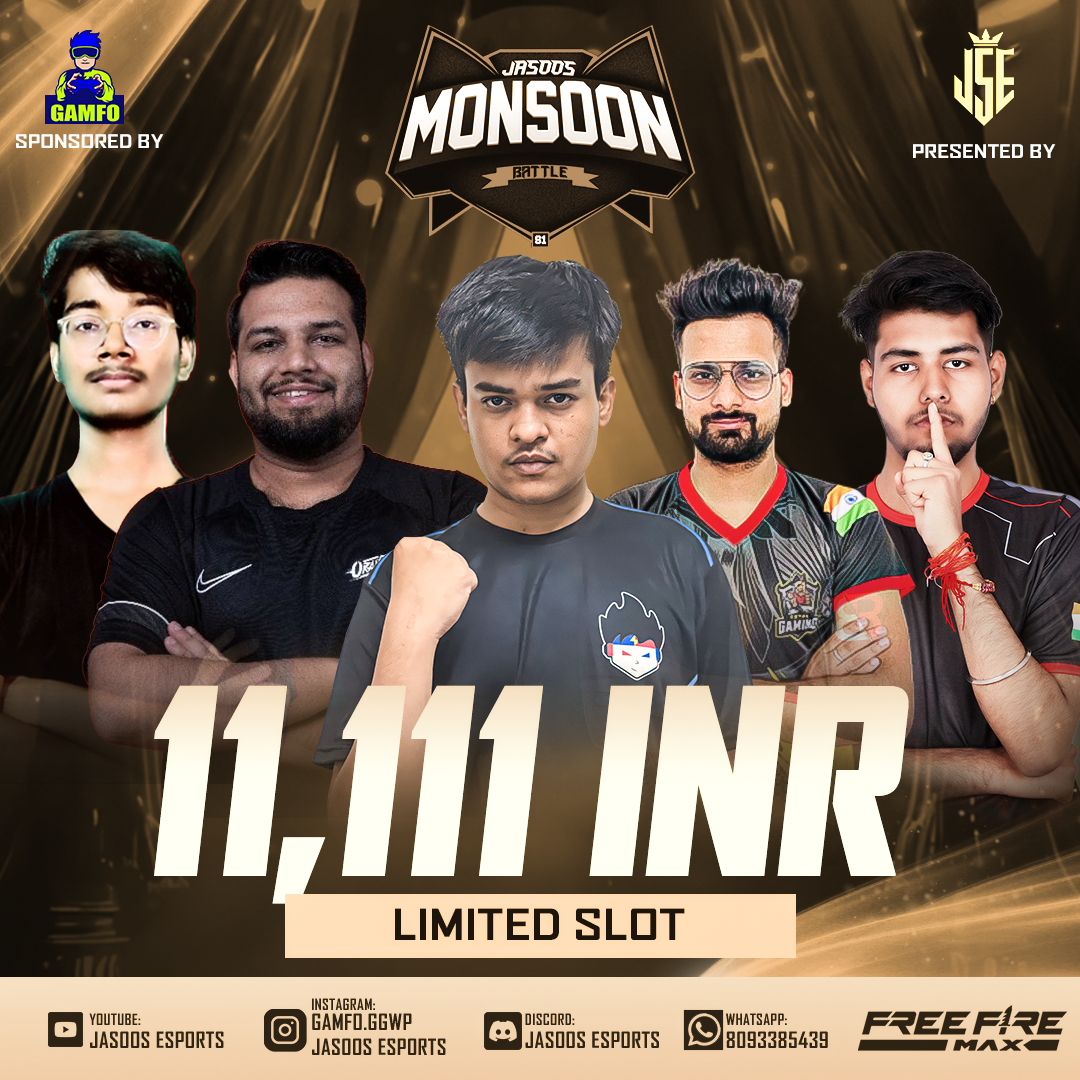 GAMFO
SPONSORED BY
JASOOS
MONSOON
BATTLE
S1
JSE
PRESENTED BY
GAMING
11,111 INR
LIMITED SLOT
YOUTUBE:
JASOOS ESPORTS
INSTAGRAM:
GAMFO.GGWP
JASOOS ESPORTS
DISCORD:
JASOOS ESPORTS
WHATSAPP:
8093385439
FREE FIRE
MAX